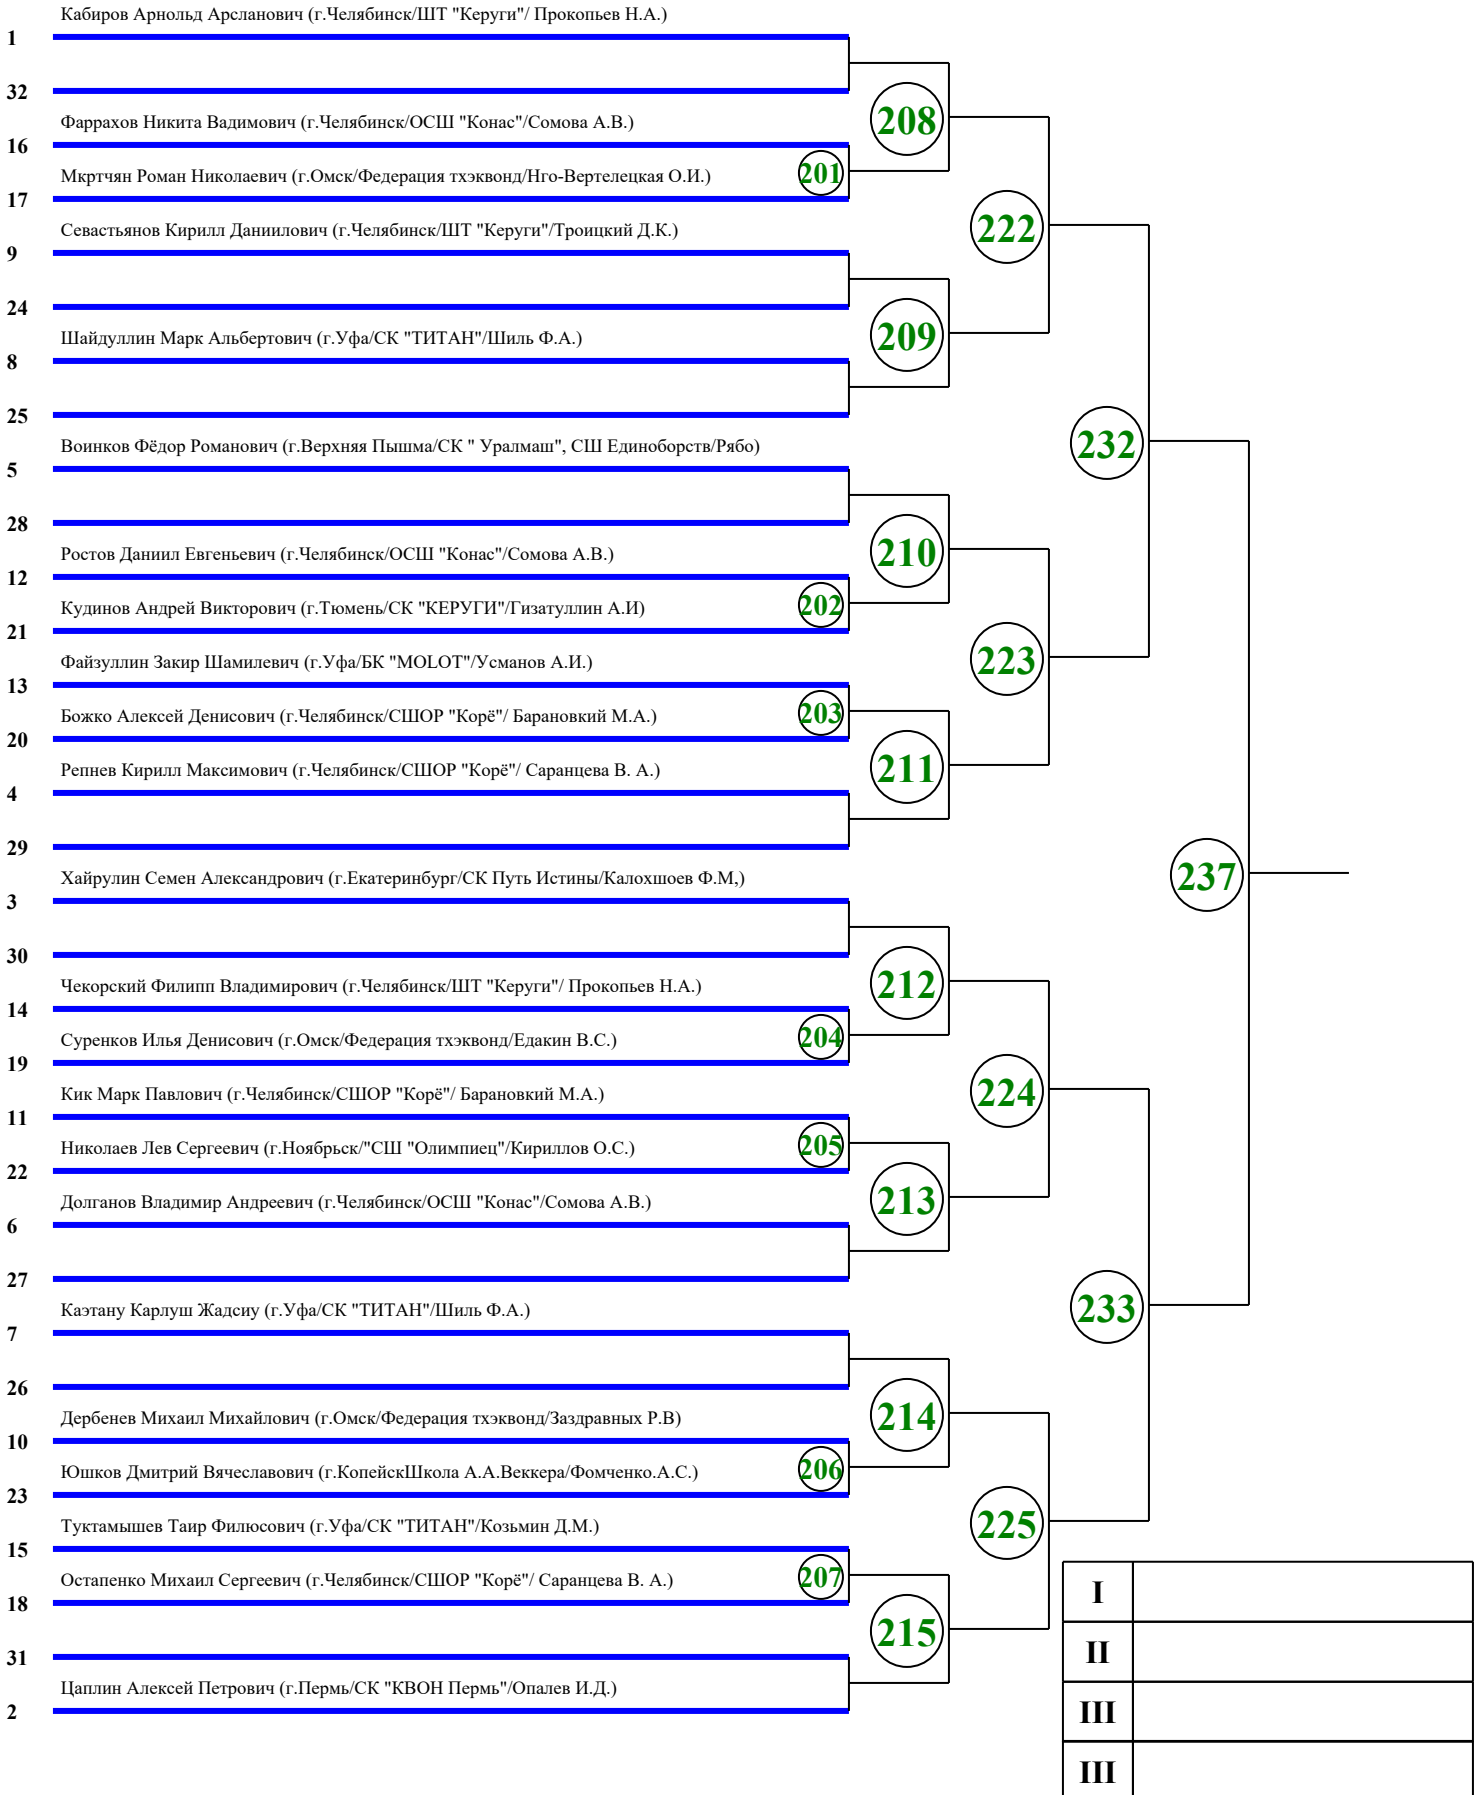 Кабиров Арнольд Арсланович (г.Челябинск/ШТ "Керуги"/ Прокопьев Н.А.)
1
32
Фаррахов Никита Вадимович (г.Челябинск/ОСШ "Конас"/Сомова А.В.)
208
16
Мкртчян Роман Николаевич (г.Омск/Федерация тхэквонд/Нго-Вертелецкая О.И.)
201
17
Севастьянов Кирилл Даниилович (г.Челябинск/ШТ "Керуги"/Троицкий Д.К.)
222
9
24
Шайдуллин Марк Альбертович (г.Уфа/СК "ТИТАН"/Шиль Ф.А.)
209
8
25
Воинков Фёдор Романович (г.Верхняя Пышма/СК " Уралмаш", СШ Единоборств/Рябо)
232
5
28
Ростов Даниил Евгеньевич (г.Челябинск/ОСШ "Конас"/Сомова А.В.)
210
12
Кудинов Андрей Викторович (г.Тюмень/СК "КЕРУГИ"/Гизатуллин А.И)
202
21
Файзуллин Закир Шамилевич (г.Уфа/БК "MOLOT"/Усманов А.И.)
223
13
Божко Алексей Денисович (г.Челябинск/СШОР "Корё"/ Барановкий М.А.)
203
20
Репнев Кирилл Максимович (г.Челябинск/СШОР "Корё"/ Саранцева В. А.)
211
4
29
Хайрулин Семен Александрович (г.Екатеринбург/СК Путь Истины/Калохшоев Ф.М,)
237
3
30
Чекорский Филипп Владимирович (г.Челябинск/ШТ "Керуги"/ Прокопьев Н.А.)
212
14
Суренков Илья Денисович (г.Омск/Федерация тхэквонд/Едакин В.С.)
204
19
Кик Марк Павлович (г.Челябинск/СШОР "Корё"/ Барановкий М.А.)
224
11
Николаев Лев Сергеевич (г.Ноябрьск/"СШ "Олимпиец"/Кириллов О.С.)
205
22
Долганов Владимир Андреевич (г.Челябинск/ОСШ "Конас"/Сомова А.В.)
213
6
27
Каэтану Карлуш Жадсиу (г.Уфа/СК "ТИТАН"/Шиль Ф.А.)
233
7
26
Дербенев Михаил Михайлович (г.Омск/Федерация тхэквонд/Заздравных Р.В)
214
10
Юшков Дмитрий Вячеславович (г.КопейскШкола А.А.Веккера/Фомченко.А.С.)
206
23
Туктамышев Таир Филюсович (г.Уфа/СК "ТИТАН"/Козьмин Д.М.)
225
15
Остапенко Михаил Сергеевич (г.Челябинск/СШОР "Корё"/ Саранцева В. А.)
207
18
215
31
Цаплин Алексей Петрович (г.Пермь/СК "КВОН Пермь"/Опалев И.Д.)
2
I
II
III
III